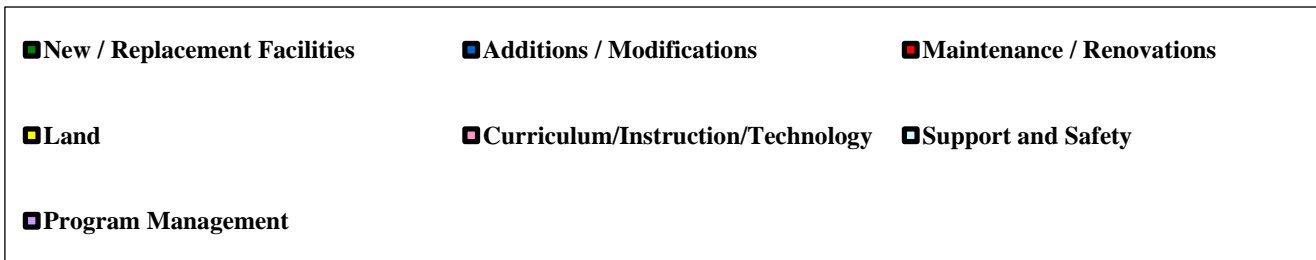 New / Replacement Facilities Additions / Modifications Maintenance / Renovations
Land Curriculum/Instruction/Technology Support and Safety
Program Management